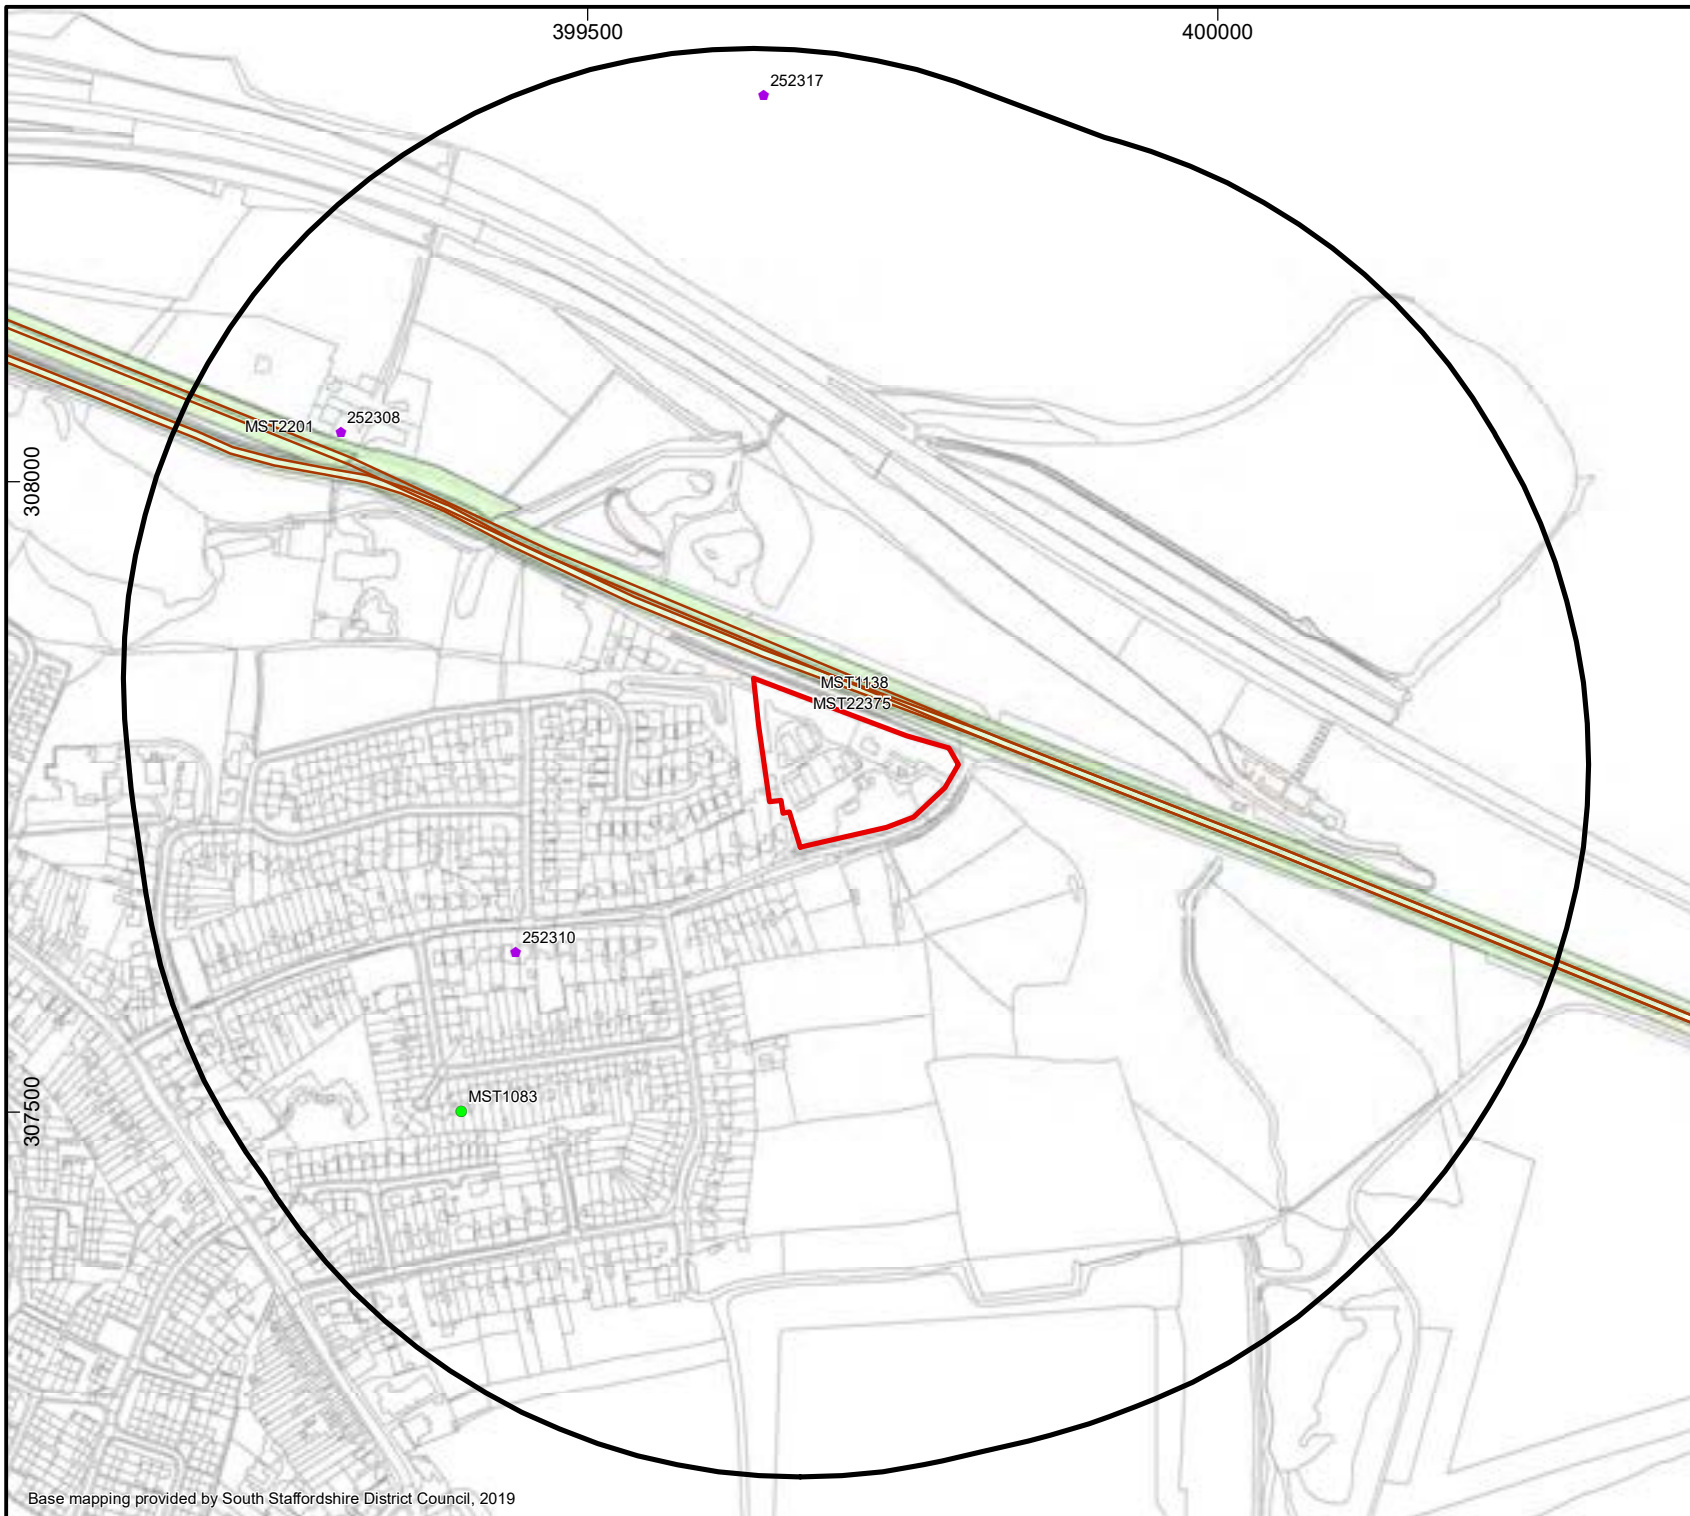 399500
400000
252317
252308
MST2201
308000
MST1138
MST22375
252310
MST1083
307500
Base mapping provided by South Staffordshire District Council, 2019